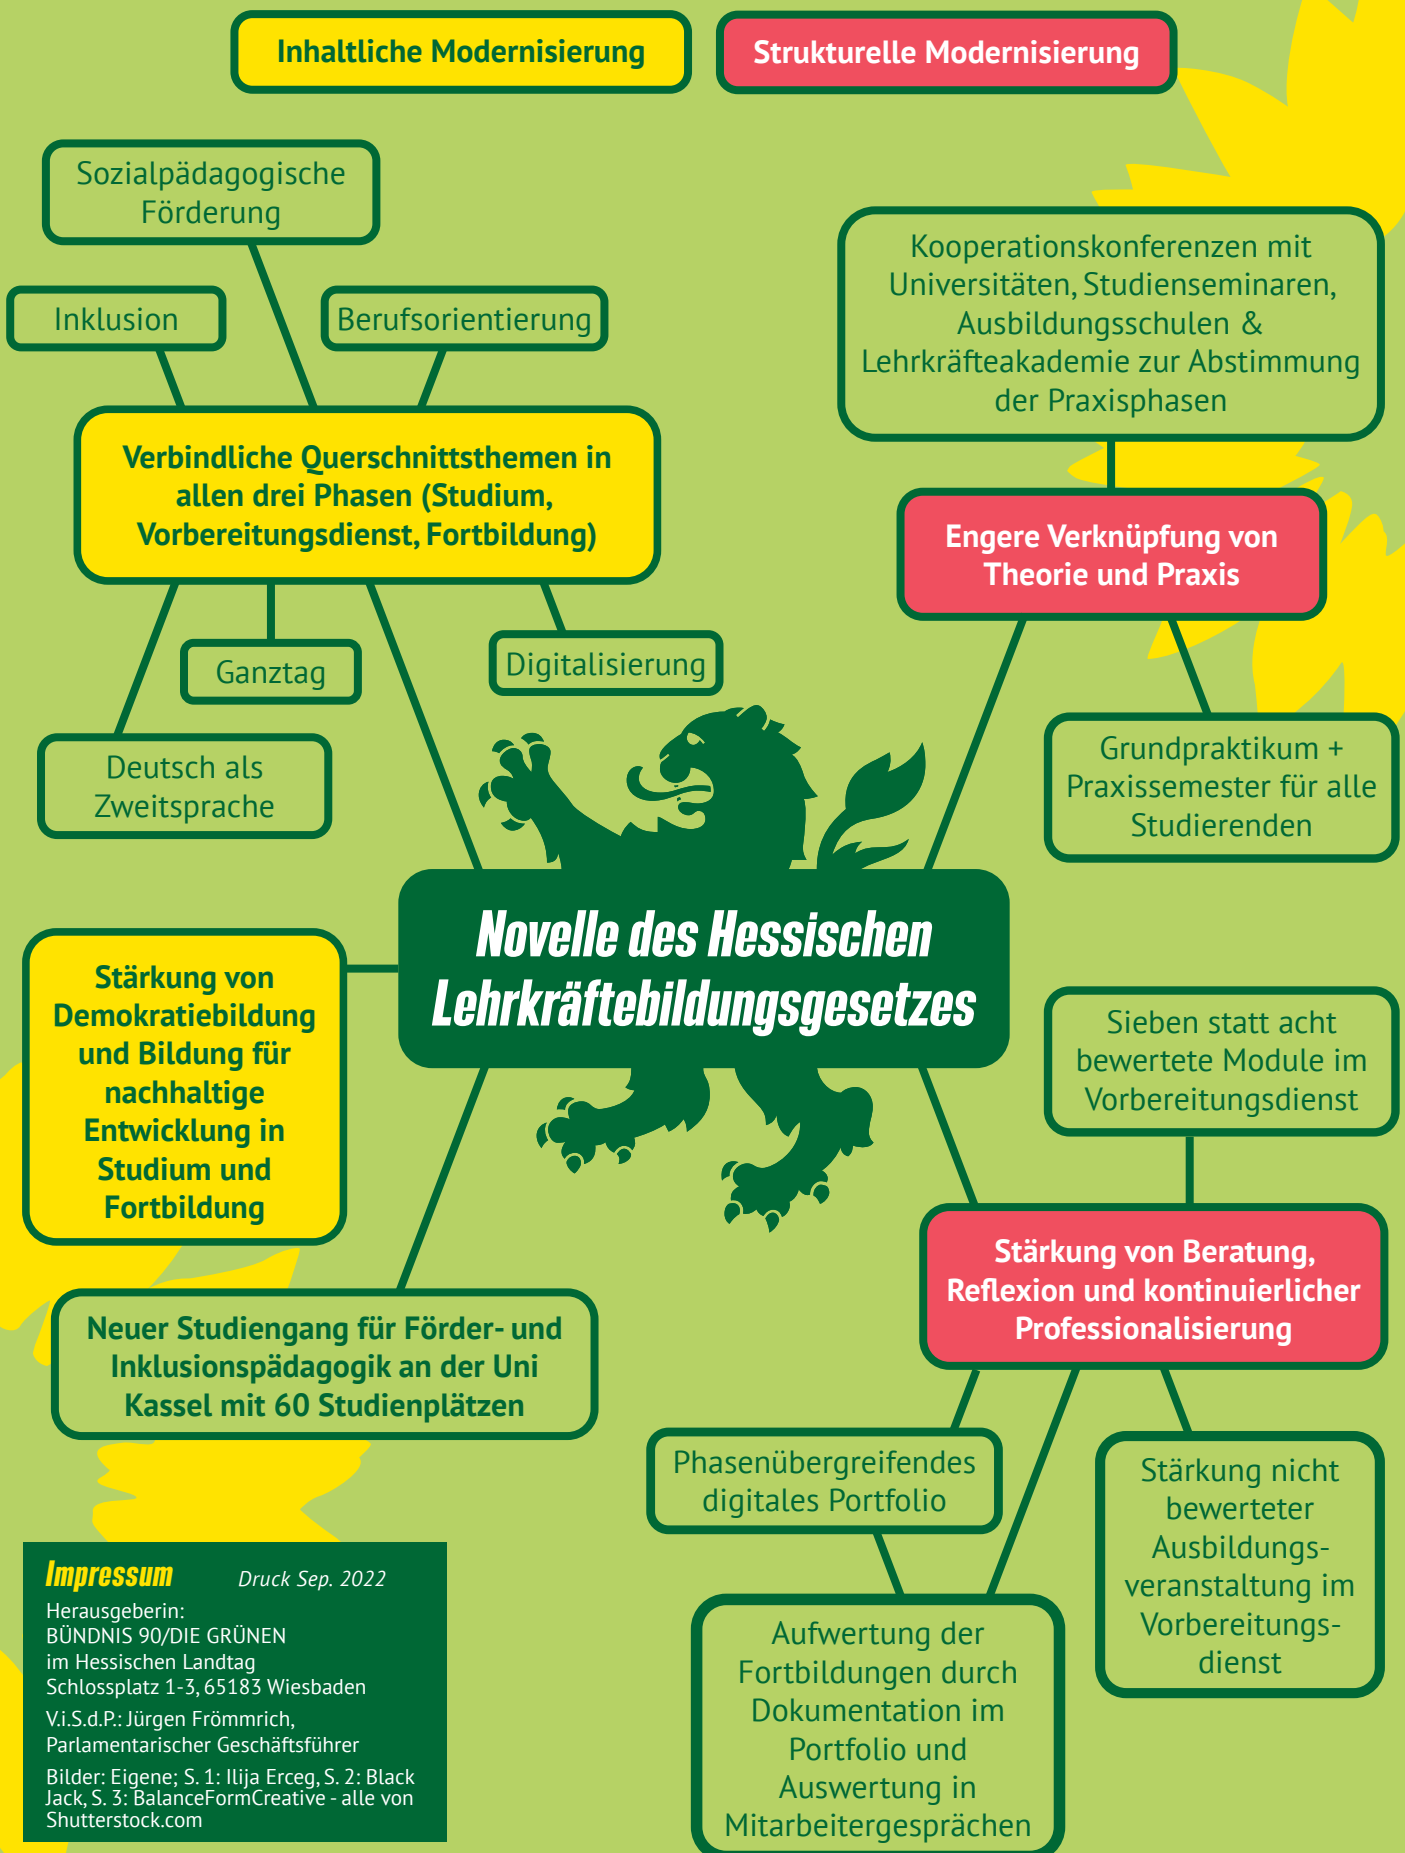 Inhaltliche Modernisierung
Strukturelle Modernisierung
Sozialpädagogische
Förderung
Inklusion
Berufsorientierung
Verbindliche Querschnittsthemen in
allen drei Phasen (Studium,
Vorbereitungsdienst, Fortbildung)
Ganztag
Digitalisierung
Deutsch als
Zweitsprache
Kooperationskonferenzen mit
Universitäten, Studienseminaren,
Ausbildungsschulen &
Lehrkräfteakademie zur Abstimmung
der Praxisphasen
Engere Verknüpfung von
Theorie und Praxis
Grundpraktikum +
Praxissemester für alle
Studierenden
Novelle des Hessischen
Lehrkräftebildungsgesetzes
Stärkung von
Demokratiebildung
und Bildung für
nachhaltige
Entwicklung in
Studium und
Fortbildung
Neuer Studiengang für Förder- und
Inklusionspädagogik an der Uni
Kassel mit 60 Studienplätzen
Sieben statt acht
bewertete Module im
Vorbereitungsdienst
Stärkung von Beratung,
Reflexion und kontinuierlicher
Professionalisierung
Phasenübergreifendes
digitales Portfolio
Stärkung nicht
bewerteter
Ausbildungs-
veranstaltung im
Vorbereitungs-
dienst
Aufwertung der
Fortbildungen durch
Dokumentation im
Portfolio und
Auswertung in
Mitarbeitergesprächen
Impressum Druck Sep. 2022
Herausgeberin:
BÜNDNIS 90/DIE GRÜNEN
im Hessischen Landtag
Schlossplatz 1-3, 65183 Wiesbaden
V.i.S.d.P.: Jürgen Frömmrich,
Parlamentarischer Geschäftsführer
Bilder: Eigene; S. 1: Ilija Erceg, S. 2: Black
Jack, S. 3: BalanceFormCreative - alle von
Shutterstock.com